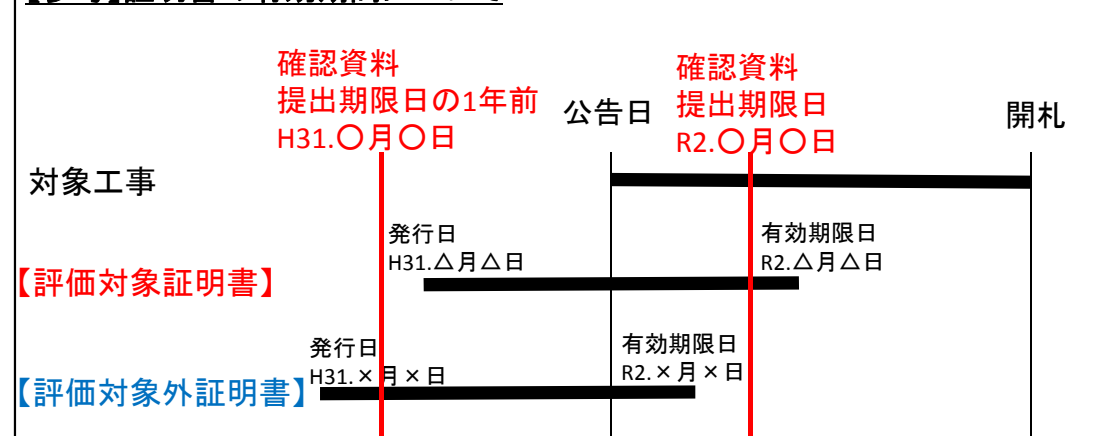 確認資料
提出期限日の1年前
H31.〇月〇日
公告日
確認資料
提出期限日
R2.〇月〇日
開札
対象工事
発行日
H31.△月△日
有効期限日
R2.△月△日
【評価対象証明書】
発行日
H31.×月×日
有効期限日
R2.×月×日
【評価対象外証明書】